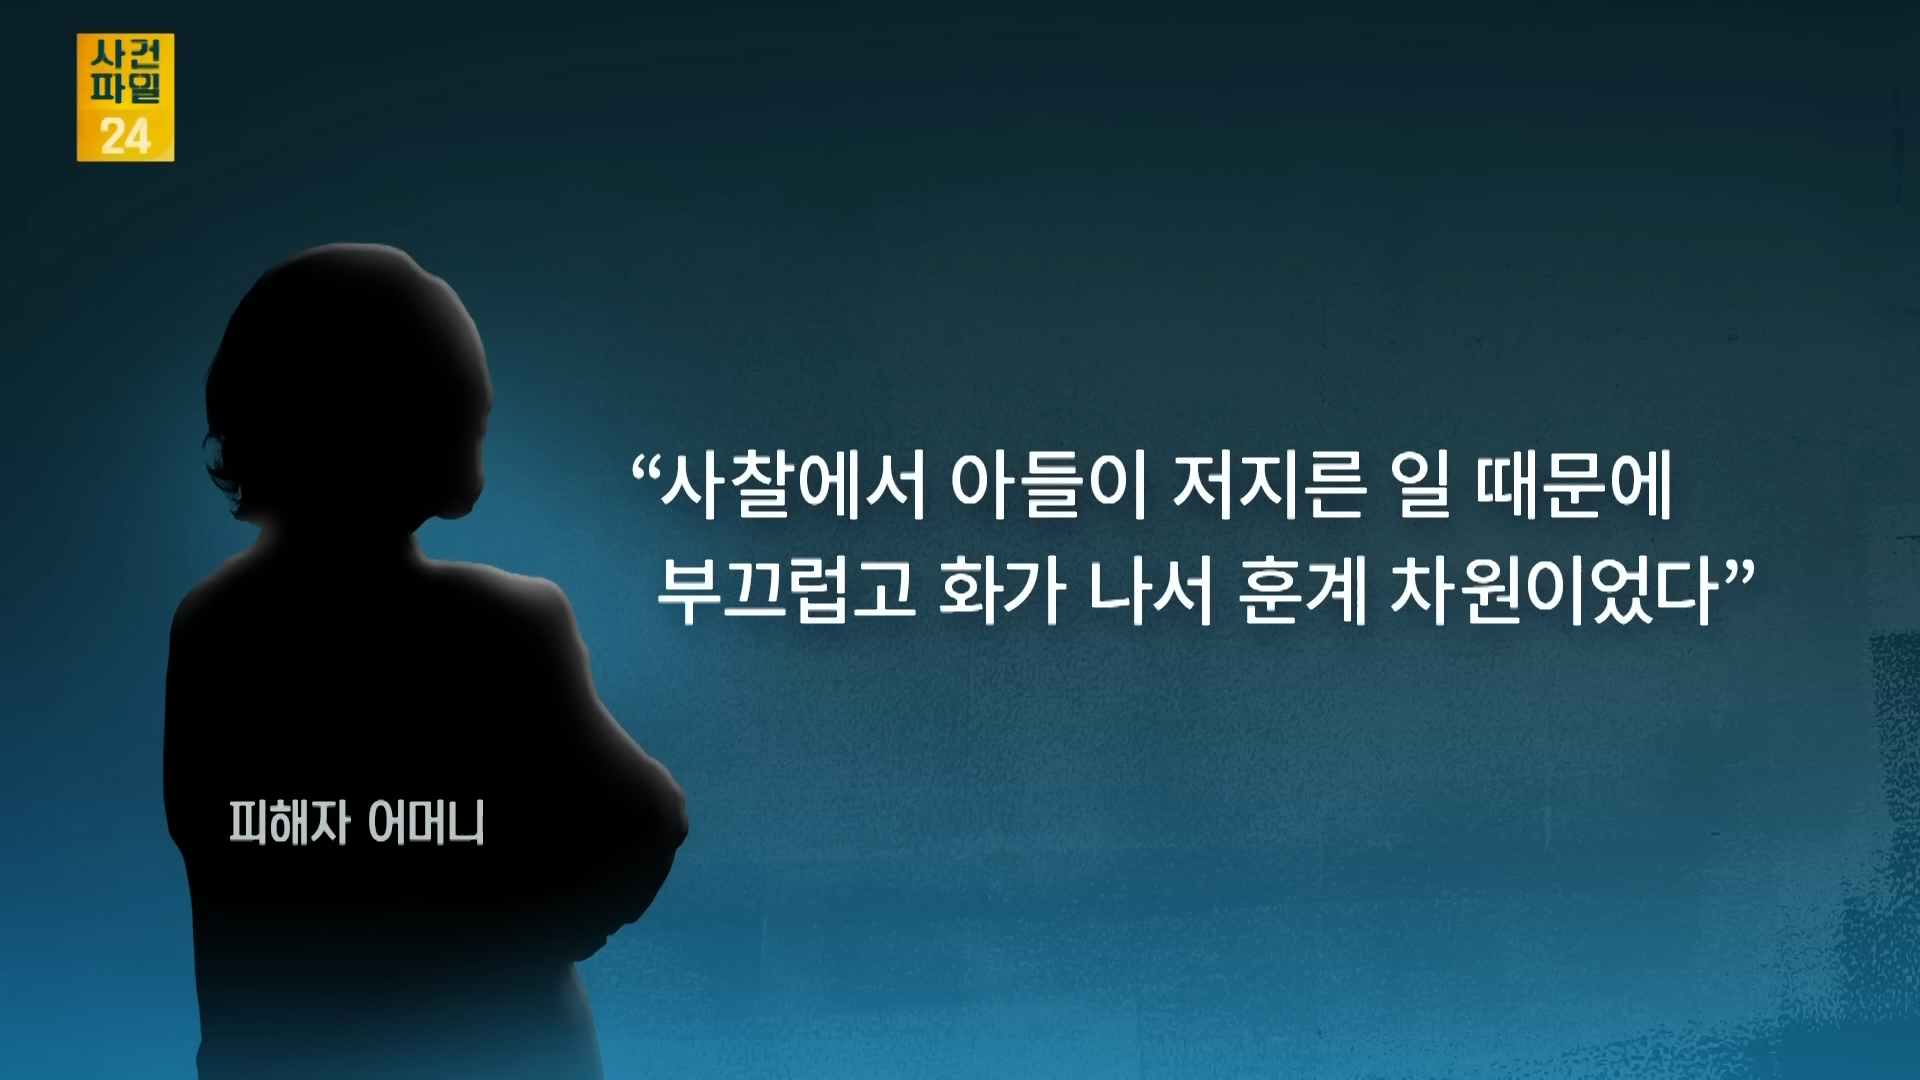 사건
파일
24
“사찰에서 아들이 저지른 일 때문에
부끄럽고 화가 나서 훈계 차원이었다”
피해자 어머니